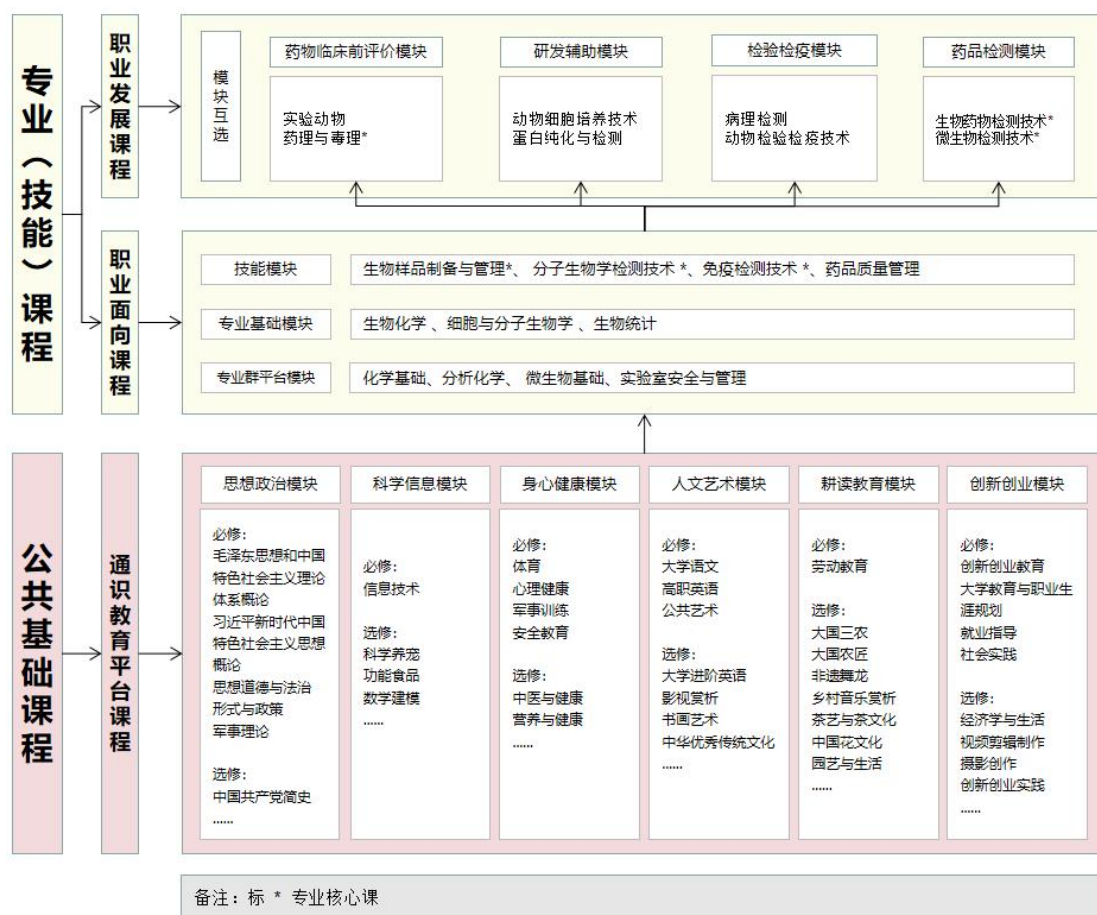 专业（技能）课程
职业发展课程
模块互选
药物临床前评价模块
实验动物
药理与毒理*
研发辅助模块
动物细胞培养技术
蛋白纯化与检测
检验检疫模块
病理检测
动物检验检疫技术
药品检测模块
生物药物检测技术*
微生物检测技术*
职业面向课程
技能模块
生物样品制备与管理*、 分子生物学检测技术 *、免疫检测技术 *、药品质量管理
专业基础模块
生物化学 、细胞与分子生物学 、生物统计
专业群平台模块
化学基础、分析化学、 微生物基础、实验室安全与管理
公共基础课程
通识教育平台课程
思想政治模块
必修：
毛泽东思想和中国
特色社会主义理论
体系概论
习近平新时代中国
特色社会主义思想
概论
思想道德与法治
形式与政策
军事理论
选修：
中国共产党简史
......
科学信息模块
必修：
信息技术
选修：
科学养宠
功能食品
数学建模
......
身心健康模块
必修：
体育
心理健康
军事训练
安全教育
选修：
中医与健康
营养与健康
......
人文艺术模块
必修：
大学语文
高职英语
公共艺术
选修：
大学进阶英语
影视赏析
书画艺术
中华优秀传统文化
......
耕读教育模块
必修：
劳动教育
选修：
大国三农
大国农匠
非遗舞龙
乡村音乐赏析
茶艺与茶文化
中国花文化
园艺与生活
......
创新创业模块
必修：
创新创业教育
大学教育与职业生
涯规划
就业指导
社会实践
选修：
经济学与生活
视频剪辑制作
摄影创作
创新创业实践
......
备注：标 * 专业核心课